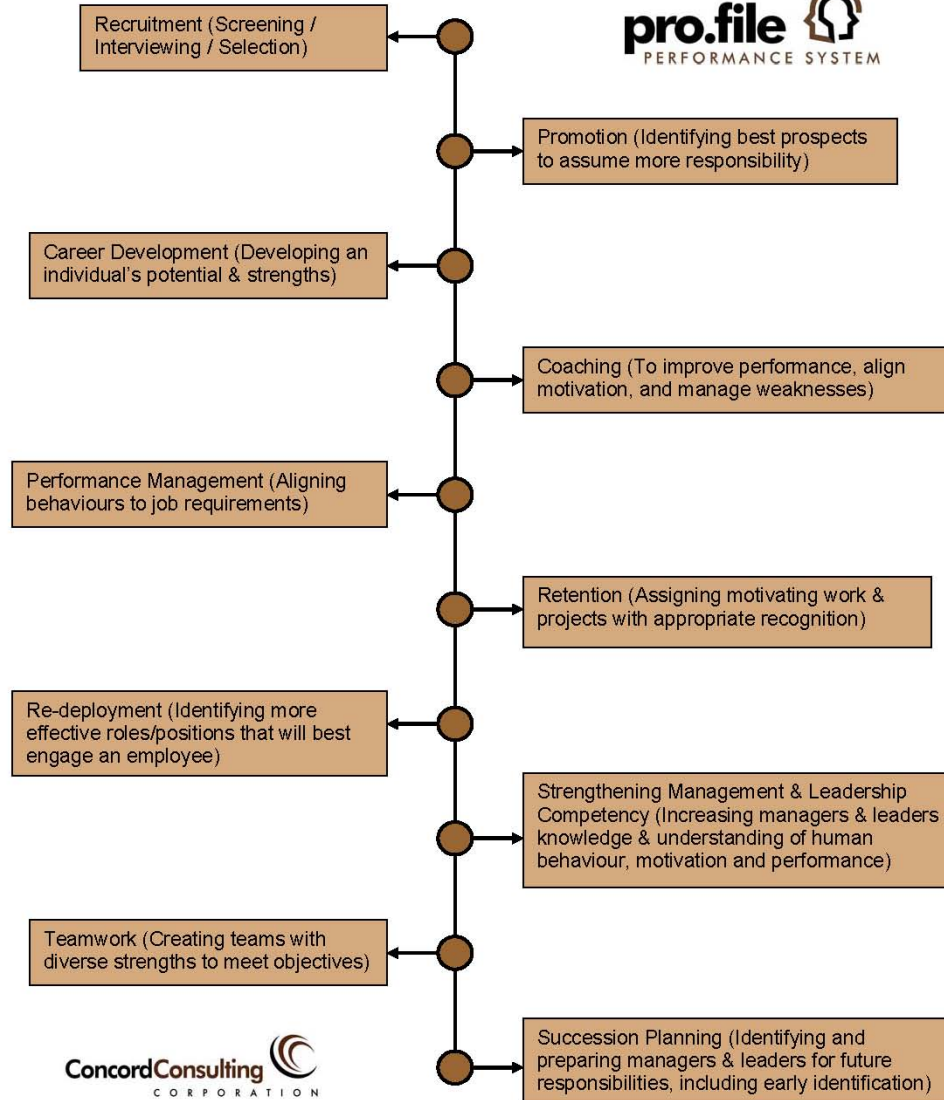 Recruitment (Screening /
Interviewing / Selection)
pro.file
PERFORMANCE SYSTEM
Promotion (Identifying best prospects
to assume more responsibility)
Career Development (Developing an
individual's potential & strengths)
Coaching (To improve performance, align
motivation, and manage weaknesses)
Performance Management (Aligning
behaviours to job requirements)
Retention (Assigning motivating work &
projects with appropriate recognition)
Re-deployment (Identifying more
effective roles/positions that will best
engage an employee)
Strengthening Management & Leadership
Competency (Increasing managers & leaders
knowledge & understanding of human
behaviour, motivation and performance)
Teamwork (Creating teams with
diverse strengths to meet objectives)
Succession Planning (Identifying and
preparing managers & leaders for future
responsibilities, including early identification)
ConcordConsulting
CORPORATION